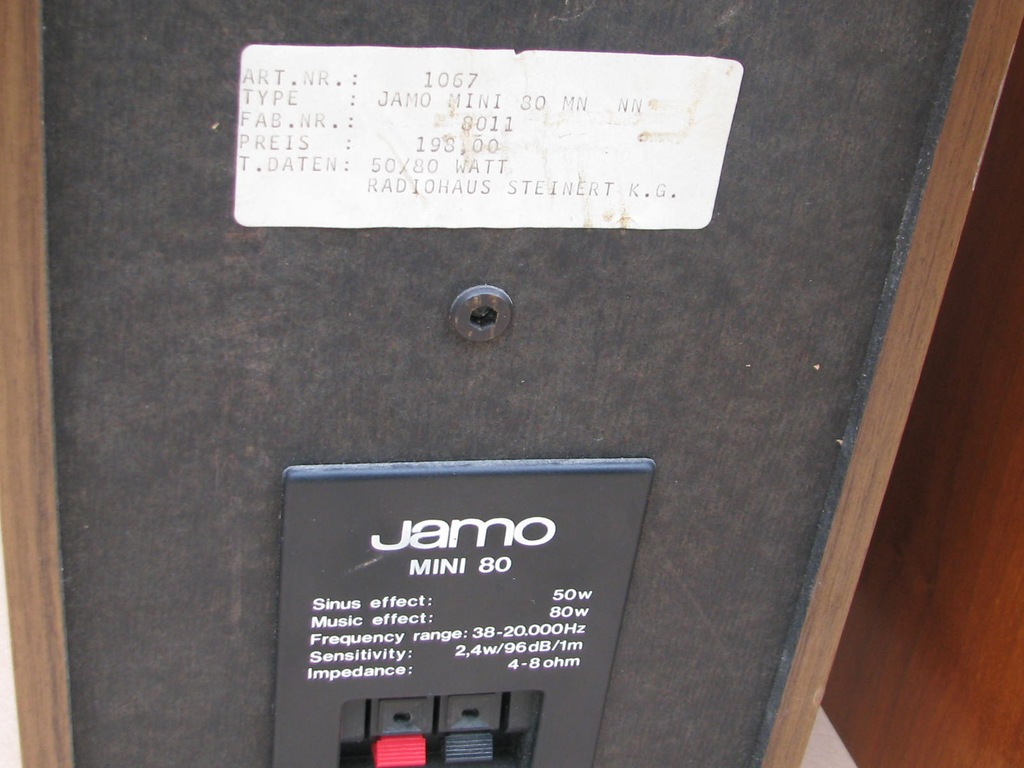 ART.NR.: 1067
TYPE : JAMO MINI 80 MN NN
FAB.NR.: 8011
PREIS : 198,00
T.DATEN: 50/80 WATT
RADIOHAUS STEINERT K.G.
Jamo
MINI 80
Sinus effect: 50w
Music effect: 80w
Frequency range: 38-20.000Hz
Sensitivity: 2,4w/96dB/1m
Impedance: 4-8 ohm